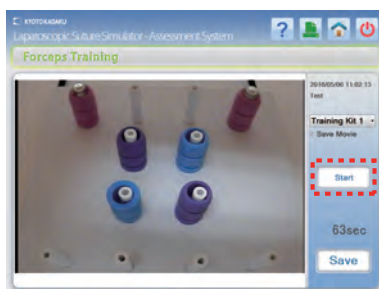 KYOTOKAGAKU
Laparoscopic Suture Simulator - Assessment System
?
Forceps Training
2010/05/06 11:02:13
Test
Training Kit 1
Save Movie
Start
63sec
Save